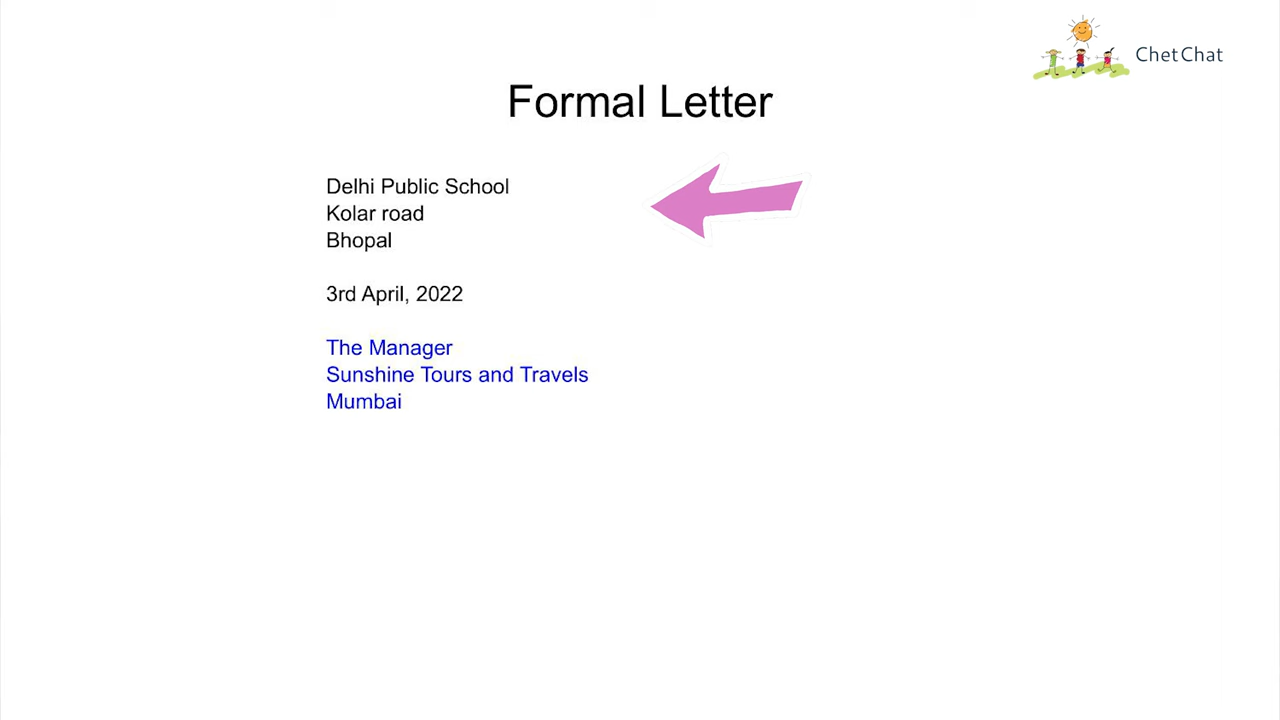 ChetChat
Formal Letter
Delhi Public School
Kolar road
Bhopal
3rd April, 2022
The Manager
Sunshine Tours and Travels
Mumbai